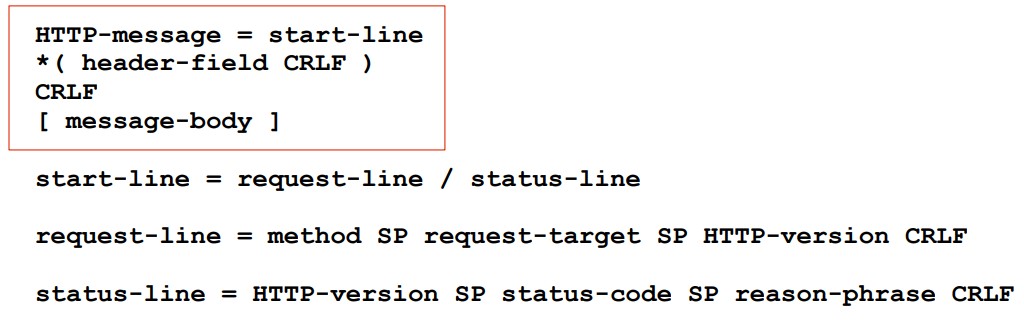 HTTP-message = start-line
*( header-field CRLF )
CRLF
[ message-body ]
start-line = request-line / status-line
request-line = method SP request-target SP HTTP-version CRLF
status-line = HTTP-version SP status-code SP reason-phrase CRLF